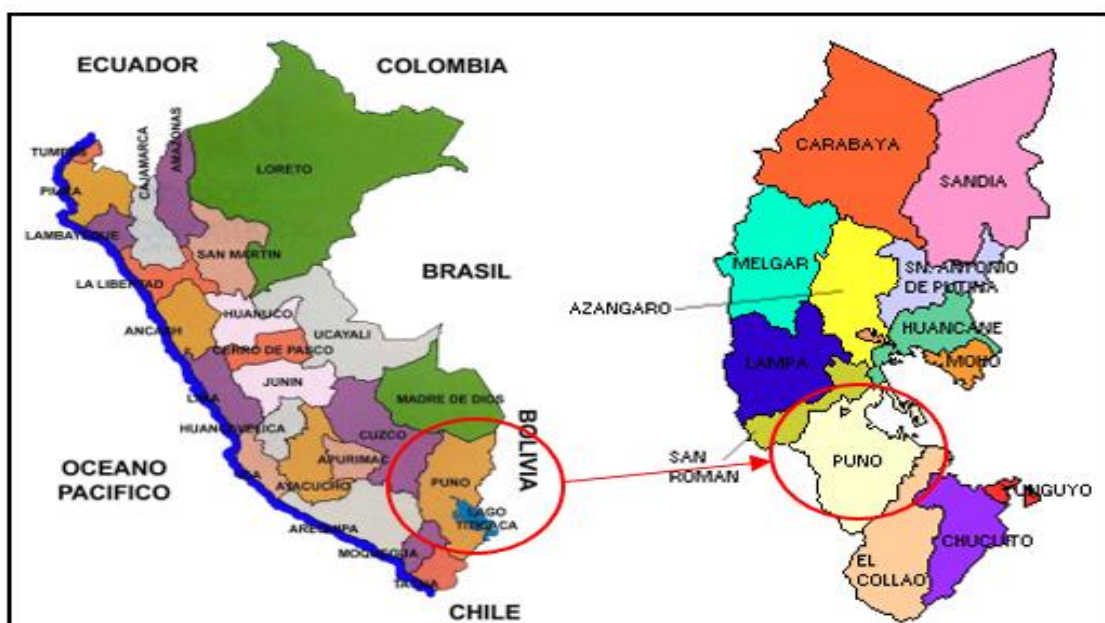 ECUADOR
COLOMBIA
TUMBES
PIURA
CAJAMARCA
AMAZONAS
LORETO
LAMBAYEQUE
SAN MARTIN
LA LIBERTAD
BRASIL
HUANUCO
ANCASH
UCAYALI
CERRO DE PASCO
JUNIN
LIMA
MADRE DE DIOS
HUANCAVELICA
CUZCO
BOLIVIA
OCEANO
PACIFICO
ICA
APURIMAC
AYACUCHO
PUNO
LAGO
TITICACA
AREQUIPA
MOQUEGUA
TACNA
CHILE
CARABAYA
SANDIA
MELGAR
SN. ANTONIO
DE PUTINA
AZANGARO
HUANCANE
LAMPA
MOHO
SAN
ROMAN
PUNO
YUNGUYO
CHUCUITO
EL
COLLAO